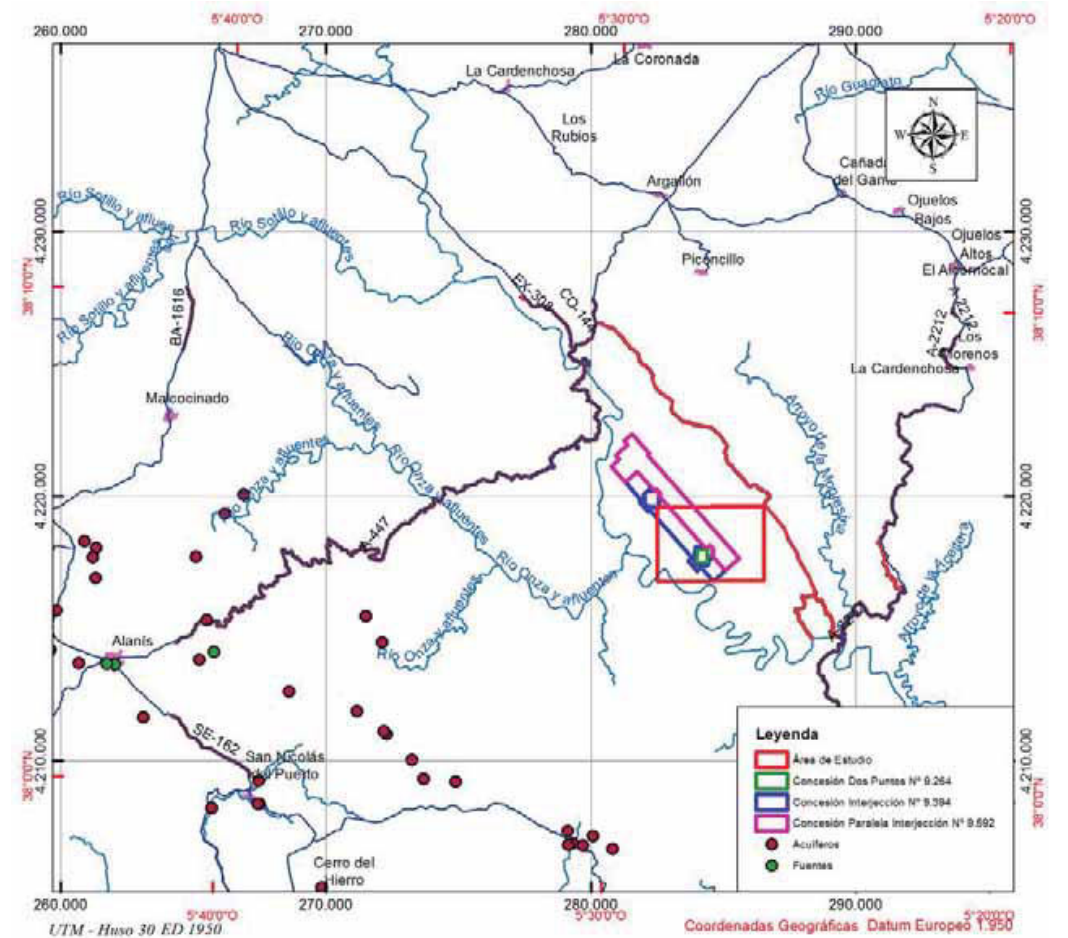 5°40'0"O
5°30'0"O
5°20'0"O
260.000
270.000
280.000
290.000
La Coronada
La Cardenchosa
Río Guadiato
N
W
E
S
Los
Rubios
Cañada
del Gamo
Argallón
Ojuelos
Bajos
Río Sotillo y afluentes
Río Sotillo y afluentes
4.230.000
4.230.000
Ojuelos
Altos
El Alcornocal
Piconcillo
38°10'0"N
38°10'0"N
Río Sotillo y afluentes
BA-1616
A-2212
A-2212
Los
Morenos
La Cardenchosa
Río Onza y afluentes
Malcocinado
Arroyo de la
Río Onza y afluentes
Río Onza y afluentes
4.220.000
4.220.000
A-447
Río Onza y afluentes
Río Onza y afluentes
Alanís
SE-162
San Nicolás
del Puerto
4.210.000
4.210.000
38°0'0"N
38°0'0"N
Cerro del
Hierro
Leyenda
Área de Estudio
Concesión Dos Puntos Nº 9.264
Concesión Interjección Nº 9.394
Concesión Paralela Interjección Nº 9.592
Acuíferos
Fuentes
260.000
270.000
280.000
290.000
5°40'0"O
5°30'0"O
5°20'0"O
UTM - Huso 30 ED 1950
Coordenadas Geográficas Datum Europeo 1.950